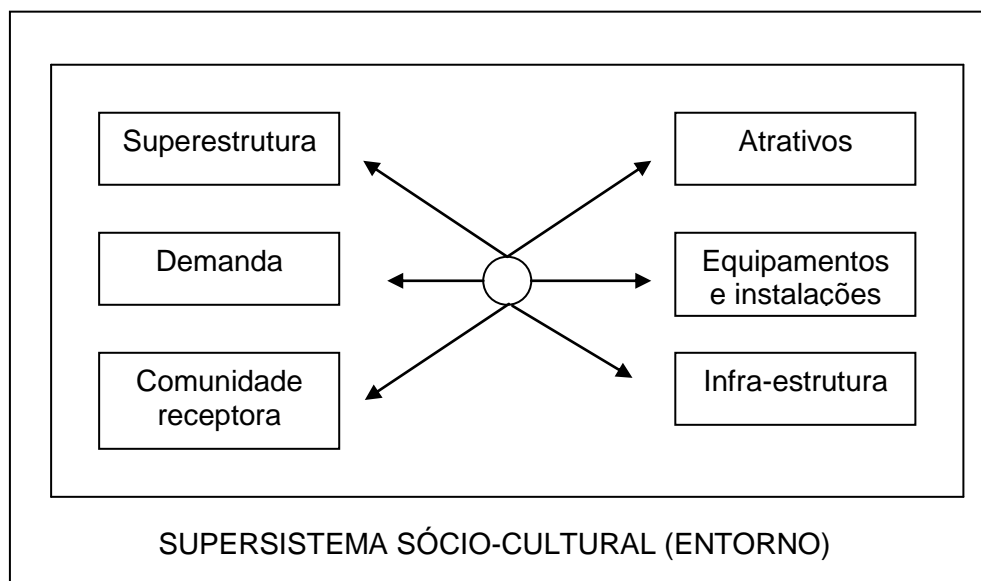 Superestrutura
Atrativos
Demanda
Equipamentos
e instalações
Comunidade
receptora
Infra-estrutura
SUPERSISTEMA SÓCIO-CULTURAL (ENTORNO)